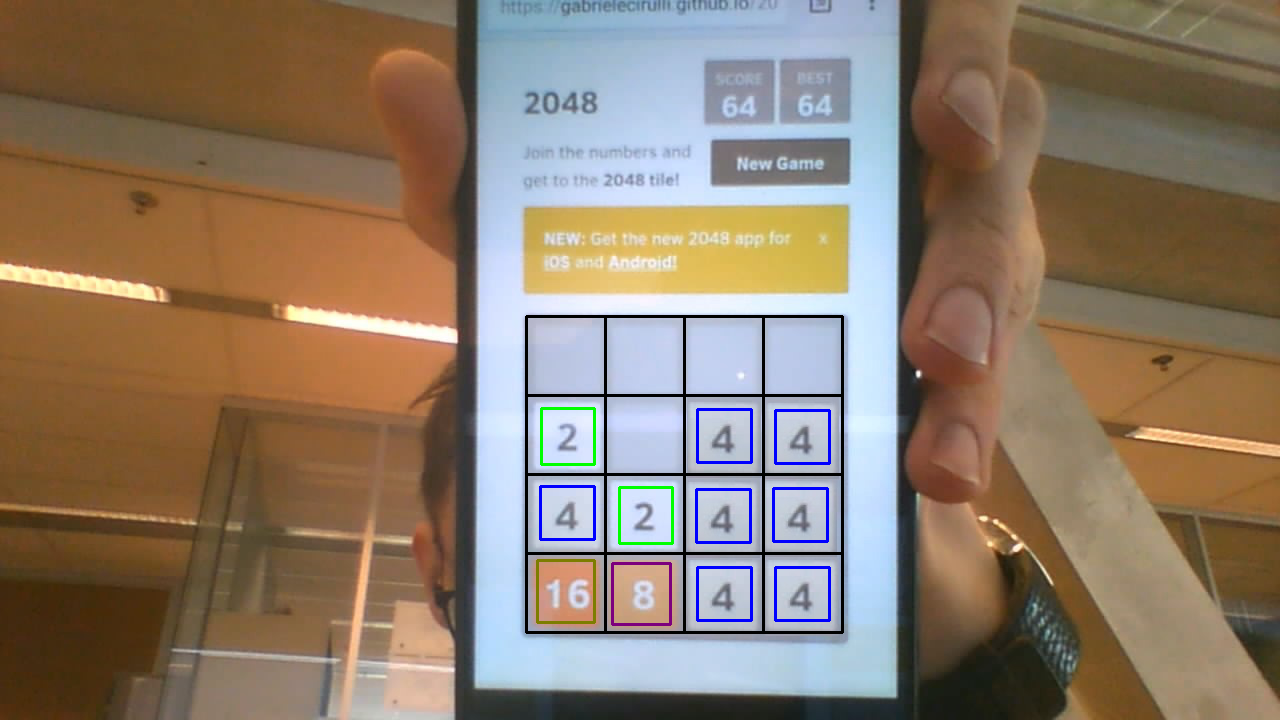 https://gabrielecirulli.github.io/20
2048
SCORE
64
BEST
64
Join the numbers and
get to the 2048 tile!
New Game
NEW: Get the new 2048 app for
iOS and Android!
x
2 4 4
4 2 4 4
16 8 4 4